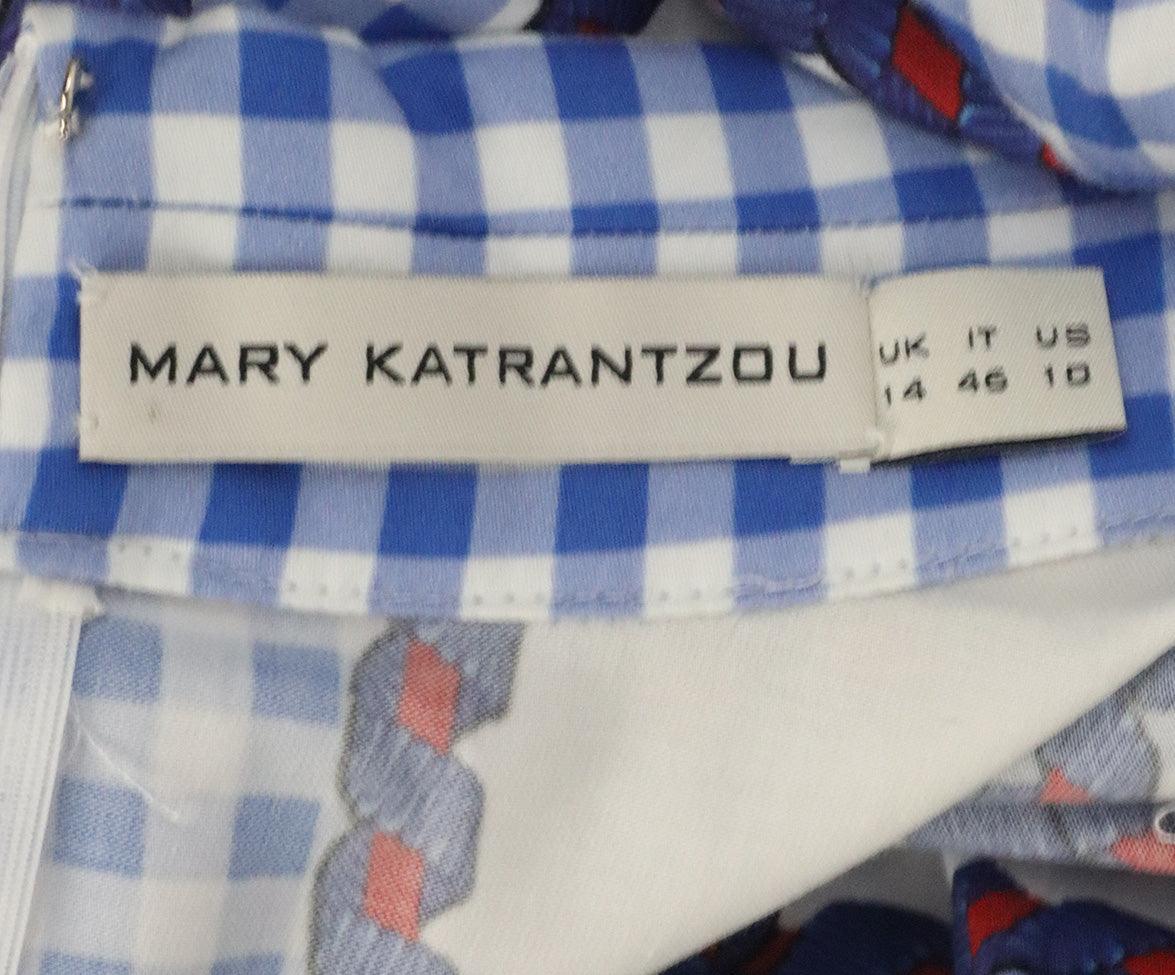 MARY KATRANTZOU
UK IT US
14 46 10